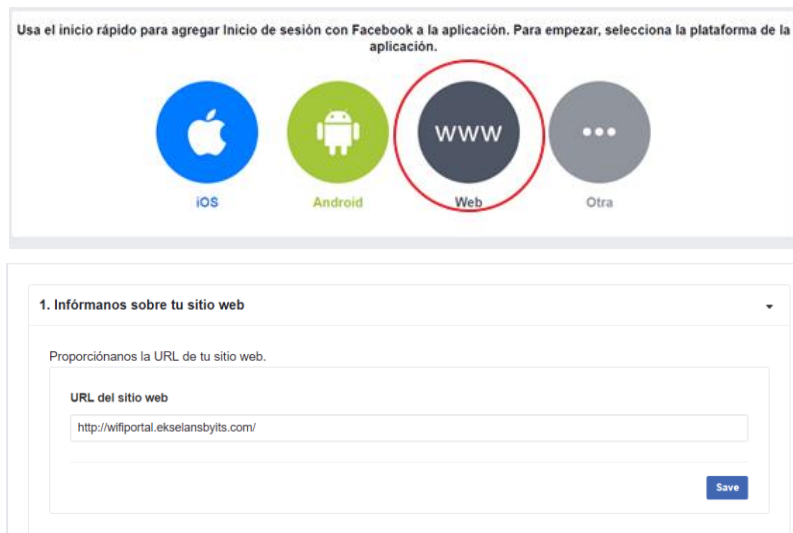 Usa el inicio rápido para agregar Inicio de sesión con Facebook a la aplicación. Para empezar, selecciona la plataforma de la
aplicación.
WWW
iOS
Android
Web
Otra
1. Infórmanos sobre tu sitio web
Proporciónanos la URL de tu sitio web.
URL del sitio web
http://wifiportal.ekselansbyits.com/
Save